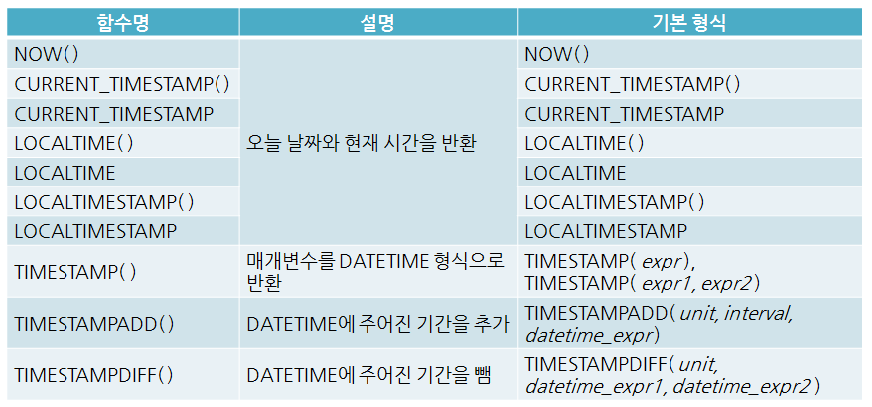 함수명 설명 기본 형식
NOW( ) NOW( )
CURRENT_TIMESTAMP( ) CURRENT_TIMESTAMP( )
CURRENT_TIMESTAMP CURRENT_TIMESTAMP
LOCALTIME( ) 오늘 날짜와 현재 시간을 반환 LOCALTIME( )
LOCALTIME LOCALTIME
LOCALTIMESTAMP( ) LOCALTIMESTAMP( )
LOCALTIMESTAMP LOCALTIMESTAMP
TIMESTAMP( ) 매개변수를 DATETIME 형식으로
반환 TIMESTAMP( expr ),
TIMESTAMP( expr1, expr2 )
TIMESTAMPADD( ) DATETIME에 주어진 기간을 추가 TIMESTAMPADD( unit, interval,
datetime_expr )
TIMESTAMPDIFF( ) DATETIME에 주어진 기간을 뺌 TIMESTAMPDIFF( unit,
datetime_expr1, datetime_expr2 )